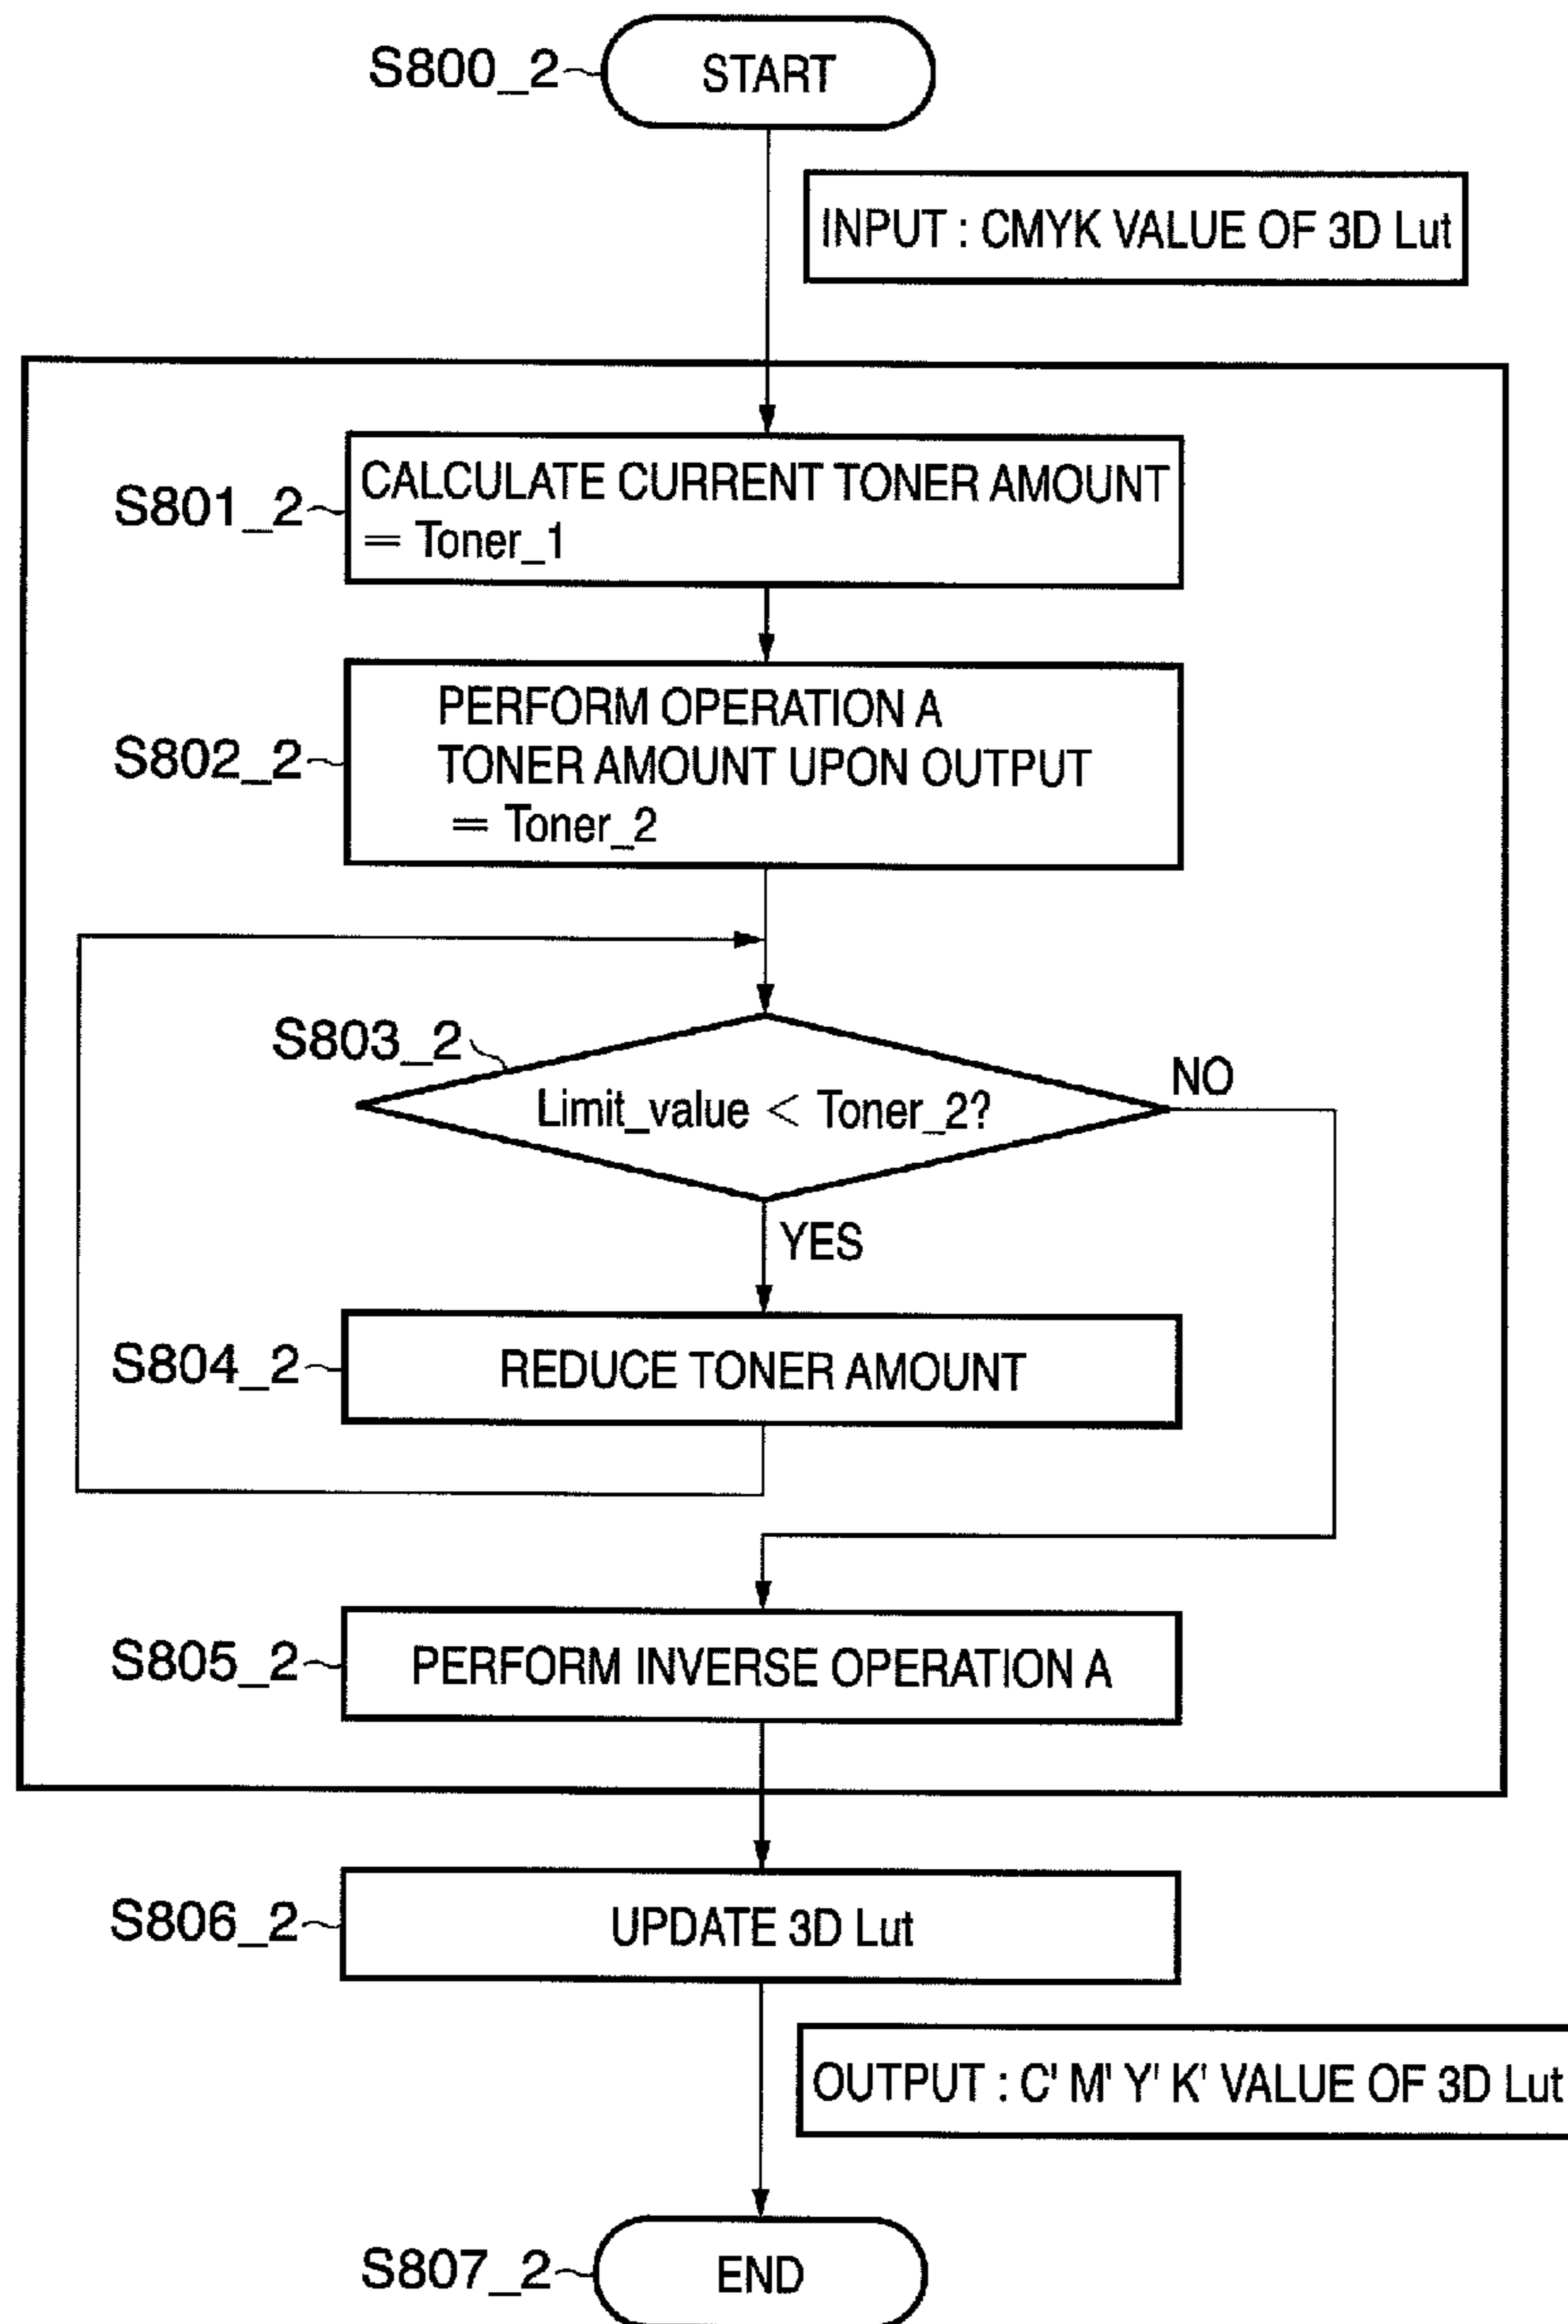 S800_2
START
INPUT : CMYK VALUE OF 3D Lut
S801_2
CALCULATE CURRENT TONER AMOUNT
= Toner_1
S802_2
PERFORM OPERATION A
TONER AMOUNT UPON OUTPUT
= Toner_2
S803_2
Limit_value < Toner_2?
NO
YES
S804_2
REDUCE TONER AMOUNT
S805_2
PERFORM INVERSE OPERATION A
S806_2
UPDATE 3D Lut
OUTPUT : C' M' Y' K' VALUE OF 3D Lut
S807_2
END